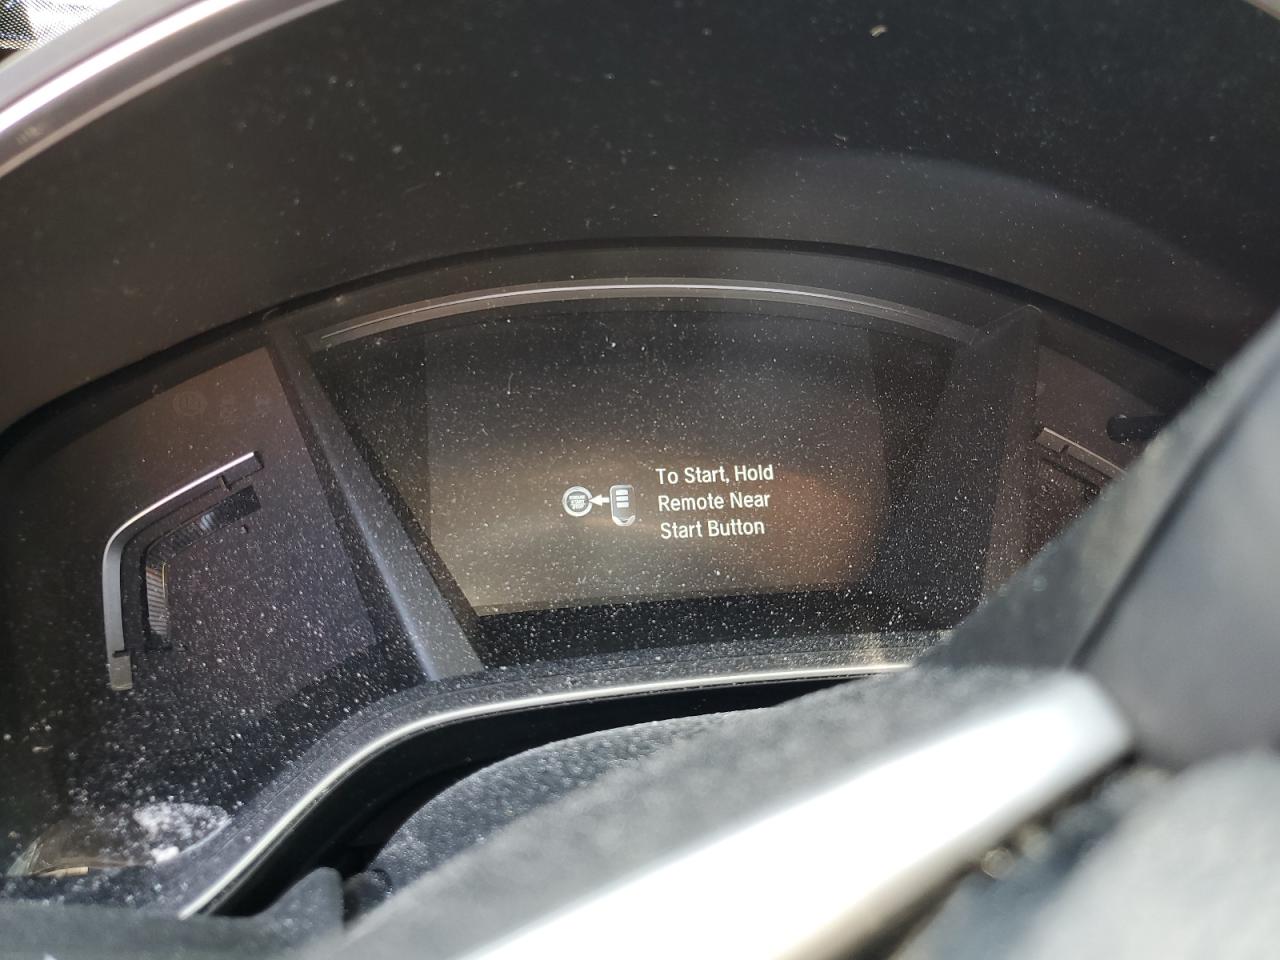 To Start, Hold
Remote Near
Start Button